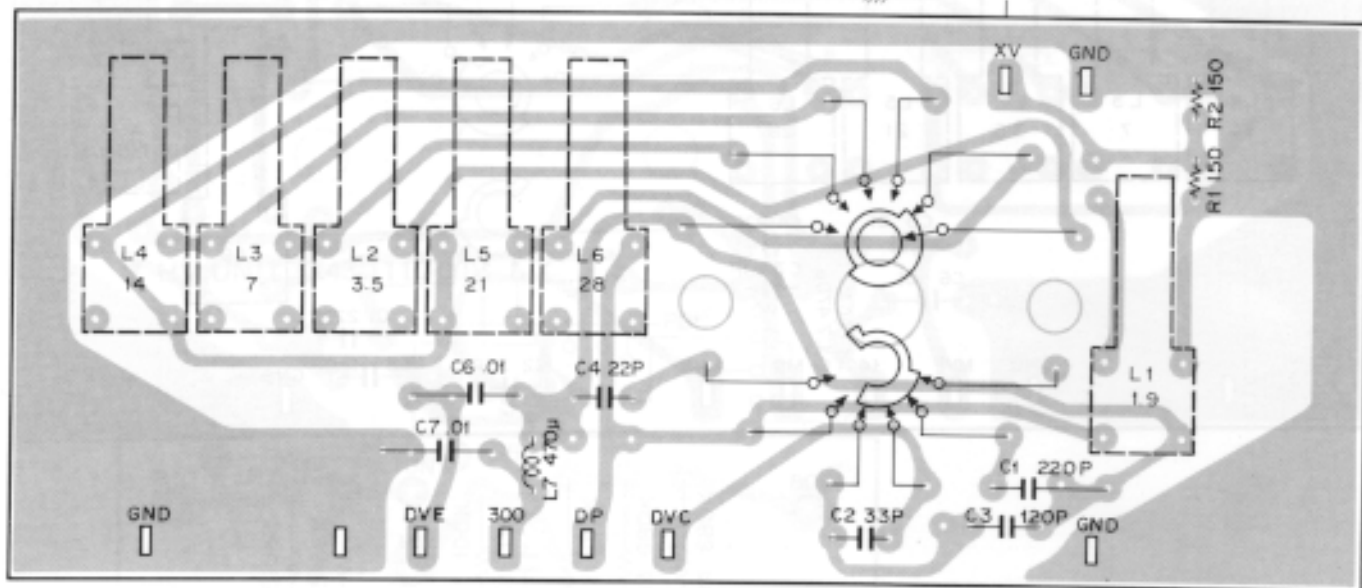 XV
GND
R2 150
R1 150
L4
14
L3
7
L2
3.5
L5
21
L6
28
L1
1.9
C6 .01
C4 22P
C7 .01
L7 470μ
C1 220P
C2 33P
C3 120P
GND
DVE
300
DP
DVC
GND